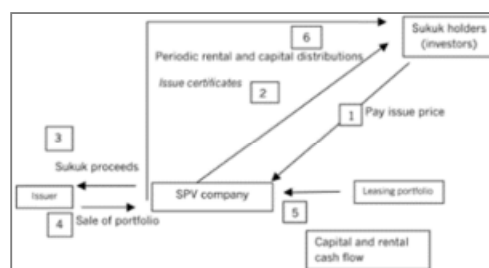 6
Sukuk holders
(investors)
Periodic rental and capital distributions
Issue certificates
2
1
Pay issue price
3
Sukuk proceeds
Issuer
SPV company
Leasing portfolio
4
Sale of portfolio
5
Capital and rental
cash flow